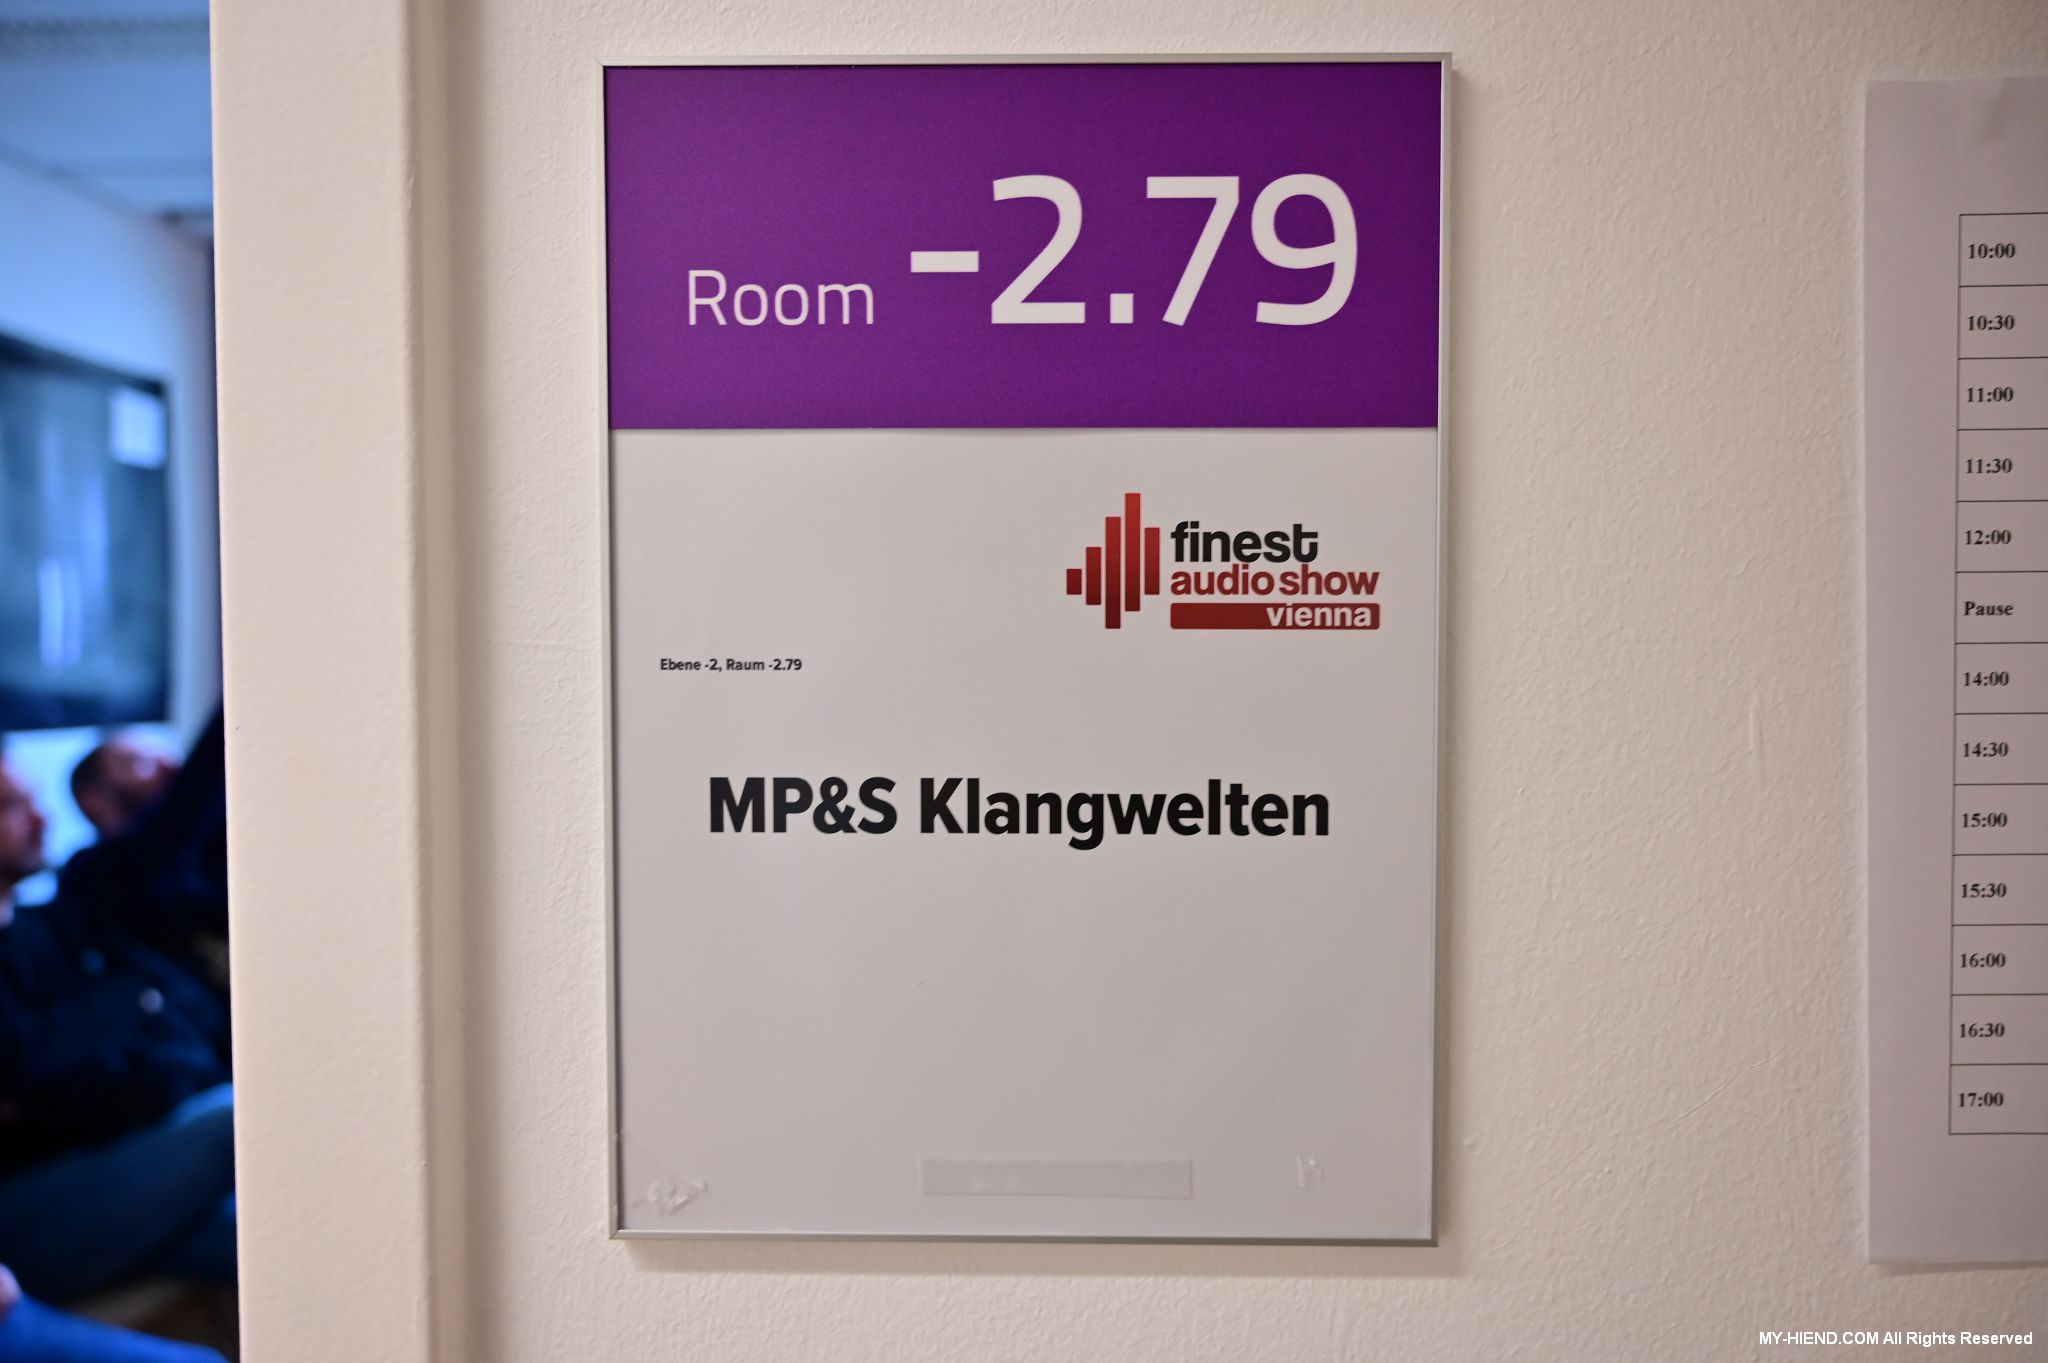 Room -2.79
finest
audio show
vienna
Ebene -2, Raum -2.79
MP&S Klangwelten
10:00
10:30
11:00
11:30
12:00
Pause
14:00
14:30
15:00
15:30
16:00
16:30
17:00
MY-HIEND.COM All Rights Reserved